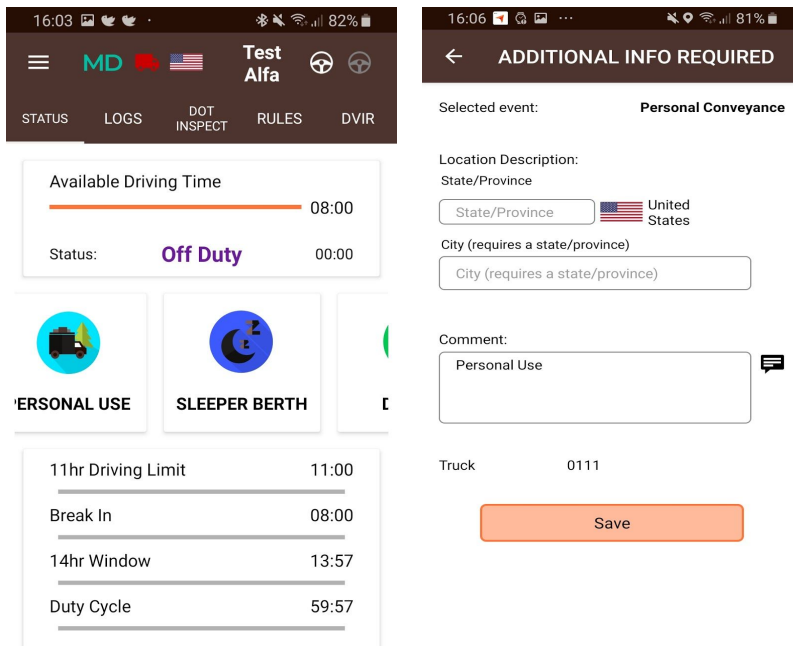 16:03
82%
MD
Test
Alfa
STATUS
LOGS
DOT
INSPECT
RULES
DVIR
Available Driving Time
08:00
Status:
Off Duty
00:00
ERSONAL USE
SLEEPER BERTH
11hr Driving Limit
11:00
Break In
08:00
14hr Window
13:57
Duty Cycle
59:57
16:06
81%
ADDITIONAL INFO REQUIRED
Selected event:
Personal Conveyance
Location Description:
State/Province
State/Province
United
States
City (requires a state/province)
City (requires a state/province)
Comment:
Personal Use
Truck
0111
Save